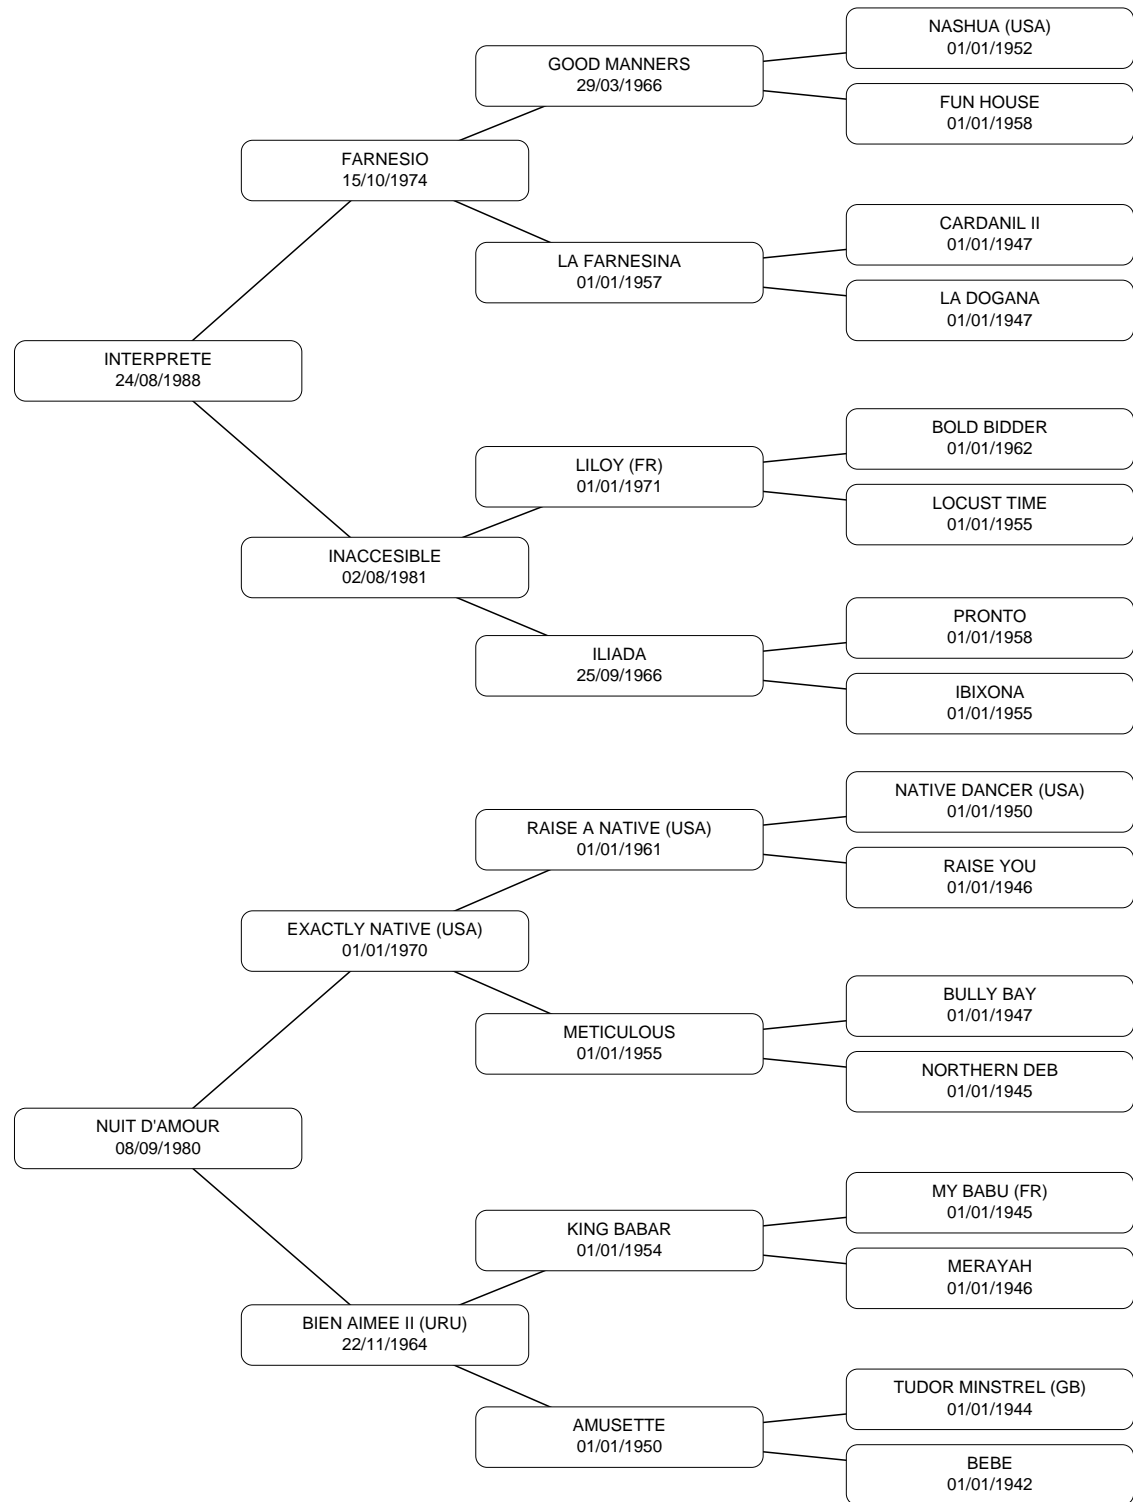 NASHUA (USA)
01/01/1952
GOOD MANNERS
29/03/1966
FUN HOUSE
01/01/1958
FARNESIO
15/10/1974
CARDANIL II
01/01/1947
LA FARNESINA
01/01/1957
LA DOGANA
01/01/1947
INTERPRETE
24/08/1988
BOLD BIDDER
01/01/1962
LILOY (FR)
01/01/1971
LOCUST TIME
01/01/1955
INACCESIBLE
02/08/1981
PRONTO
01/01/1958
ILIADA
25/09/1966
IBIXONA
01/01/1955
NATIVE DANCER (USA)
01/01/1950
RAISE A NATIVE (USA)
01/01/1961
RAISE YOU
01/01/1946
EXACTLY NATIVE (USA)
01/01/1970
BULLY BAY
01/01/1947
METICULOUS
01/01/1955
NORTHERN DEB
01/01/1945
NUIT D'AMOUR
08/09/1980
MY BABU (FR)
01/01/1945
KING BABAR
01/01/1954
MERAYAH
01/01/1946
BIEN AIMEE II (URU)
22/11/1964
TUDOR MINSTREL (GB)
01/01/1944
AMUSETTE
01/01/1950
BEBE
01/01/1942